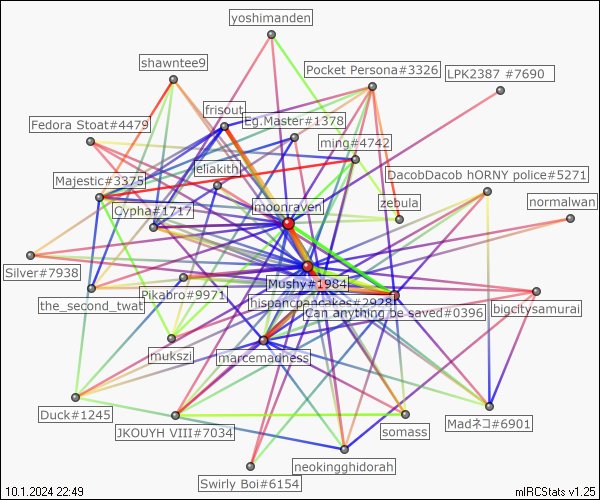 yoshimanden
shawntee9
Pocket Persona#3326
LPK2387 #7690
frisout
Eg.Master#1378
Fedora Stoat#4479
ming#4742
eliakith
DacobDacob hORNY police#5271
Majestic#3375
Cypha#1717
moonraven
zebula
normalwan
Silver#7938
Mushy#1984
the_second_twat
Pikabro#9971
hispancpancakes#2928
Can anything be saved#0396
bigcitysamurai
mukszi
marcemadness
Duck#1245
JKOUYH VIII#7034
somass
Madネコ#6901
neokingghidorah
Swirly Boi#6154
10.1.2024 22:49
mIRCStats v1.25